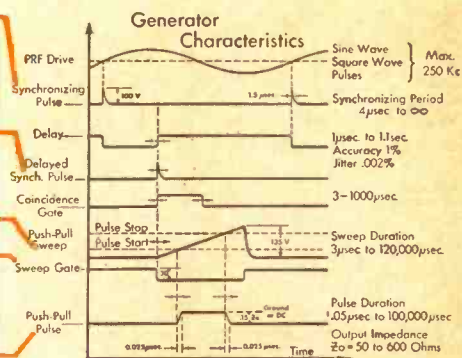 Generator
Characteristics
PRF Drive
Sine Wave
Square Wave
Pulses
Max.
250 Kc
Synchronizing
Pulse
100 V
1.5 μsec.
Synchronizing Period
4μsec to ∞
Delay
1μsec. to 1.1sec.
Accuracy 1%
Jitter .002%
Delayed
Synch. Pulse
Coincidence
Gate
3–1000μsec.
Push-Pull
Sweep
Pulse Stop
Pulse Start
125 V
Sweep Duration
3μsec to 120,000μsec.
Sweep Gate
Push-Pull
Pulse
Ground
or DC
Pulse Duration
.05μsec to 100,000μsec
0.025μsec.
0.025μsec.
Time
Output Impedance
Zo = 50 to 600 Ohms